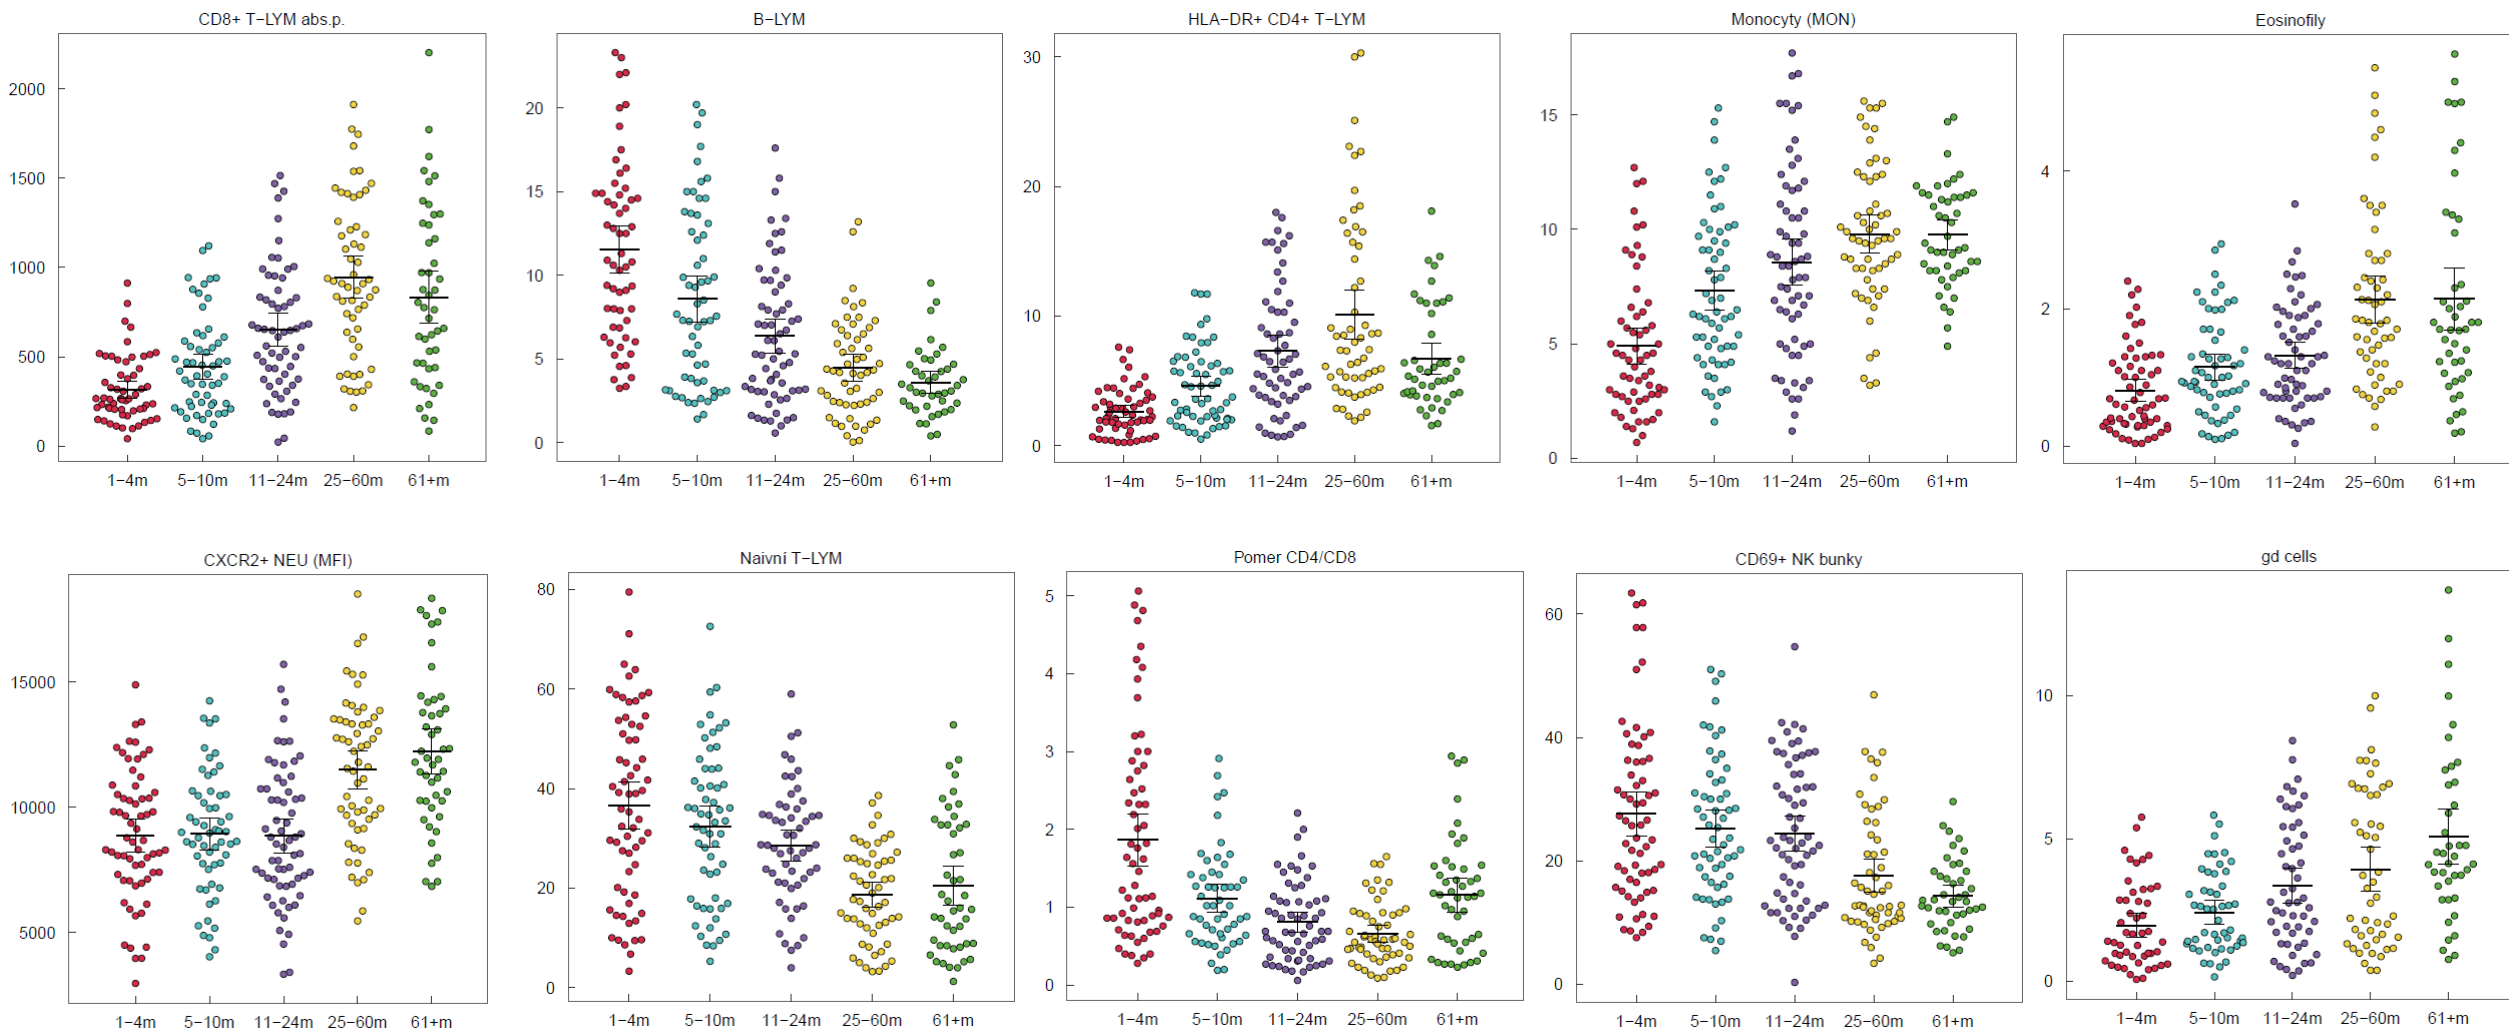 CD8+ T−LYM abs.p.
2000
1500
1000
500
0
1−4m 5−10m 11−24m 25−60m 61+m
B−LYM
20
15
10
5
0
1−4m 5−10m 11−24m 25−60m 61+m
HLA−DR+ CD4+ T−LYM
30
20
10
0
1−4m 5−10m 11−24m 25−60m 61+m
Monocyty (MON)
15
10
5
0
1−4m 5−10m 11−24m 25−60m 61+m
Eosinofily
4
2
0
1−4m 5−10m 11−24m 25−60m 61+m
CXCR2+ NEU (MFI)
15000
10000
5000
1−4m 5−10m 11−24m 25−60m 61+m
Naivní T−LYM
80
60
40
20
0
1−4m 5−10m 11−24m 25−60m 61+m
Pomer CD4/CD8
5
4
3
2
1
0
1−4m 5−10m 11−24m 25−60m 61+m
CD69+ NK bunky
60
40
20
0
1−4m 5−10m 11−24m 25−60m 61+m
gd cells
10
5
0
1−4m 5−10m 11−24m 25−60m 61+m